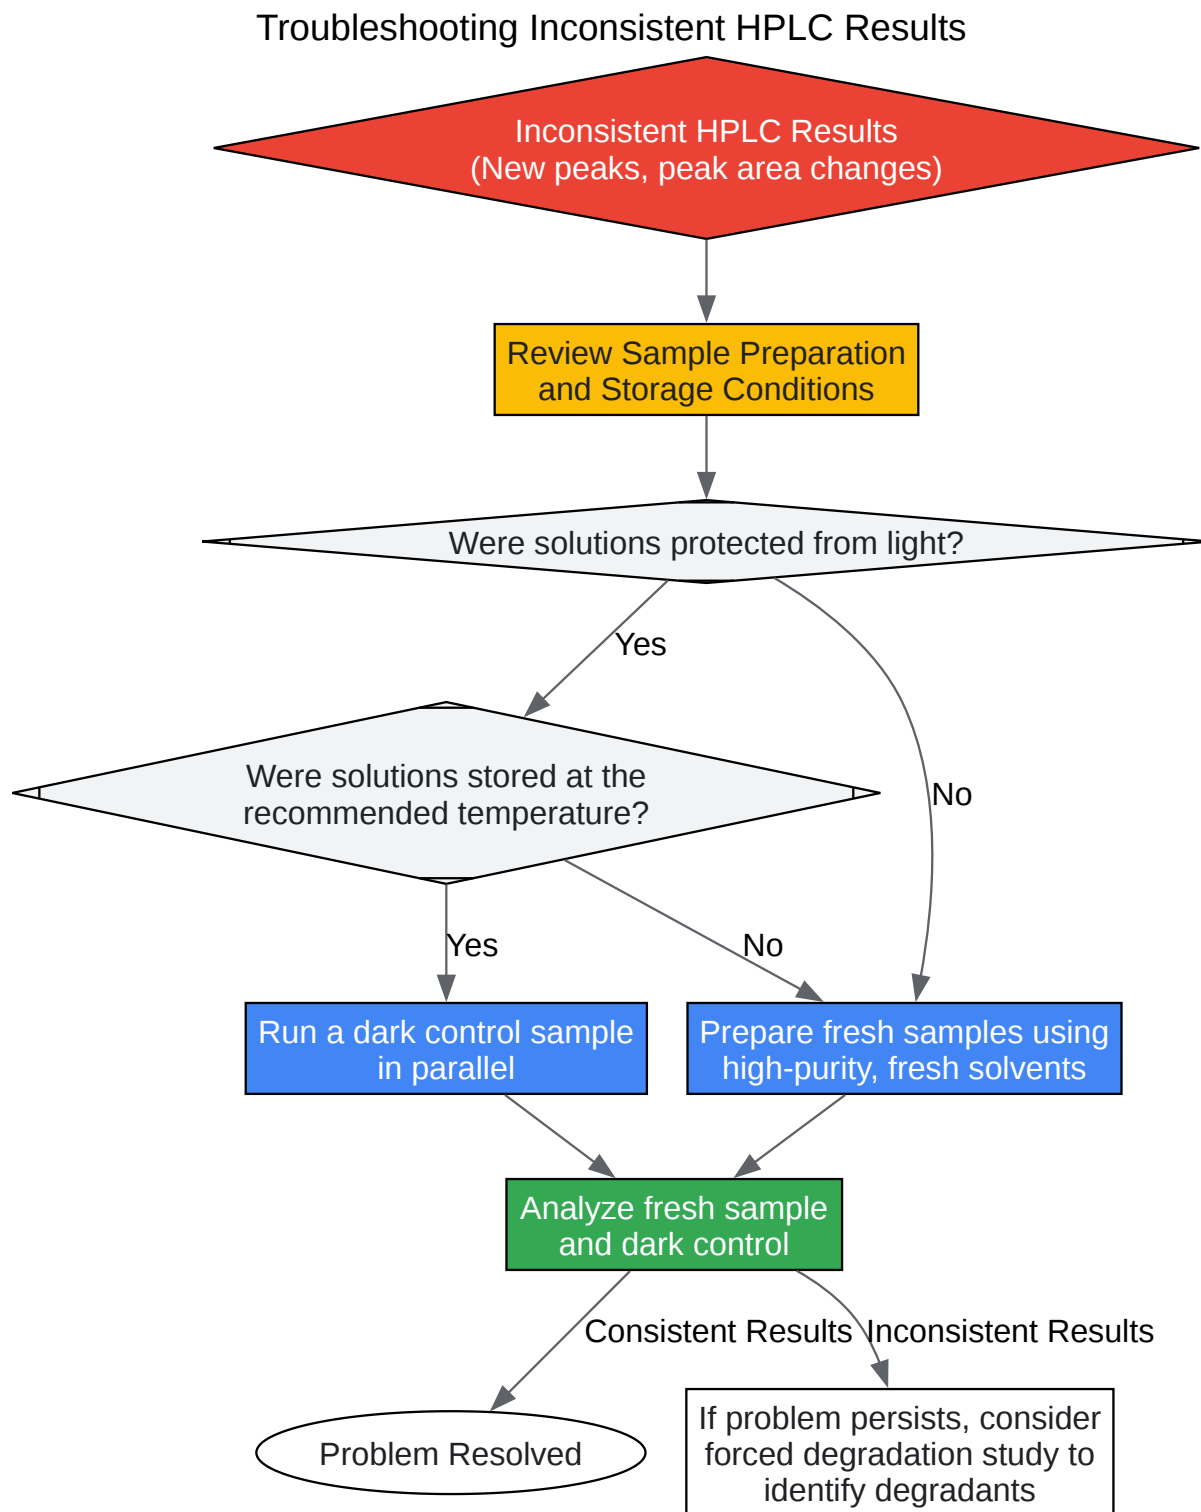 Troubleshooting Inconsistent HPLC Results
Inconsistent HPLC Results
(New peaks, peak area changes)
Review Sample Preparation
and Storage Conditions
Were solutions protected from light?
Yes
Were solutions stored at the
recommended temperature?
No
Yes
No
Run a dark control sample
in parallel
Prepare fresh samples using
high-purity, fresh solvents
Analyze fresh sample
and dark control
Consistent Results
Inconsistent Results
Problem Resolved
If problem persists, consider
forced degradation study to
identify degradants